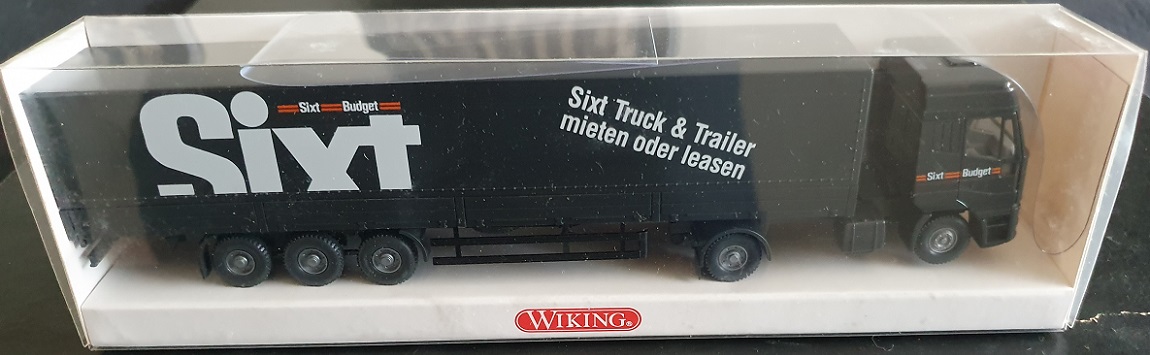 Sixt
Sixt Budget
Sixt Truck & Trailer
mieten oder leasen
Sixt Budget
WIKING